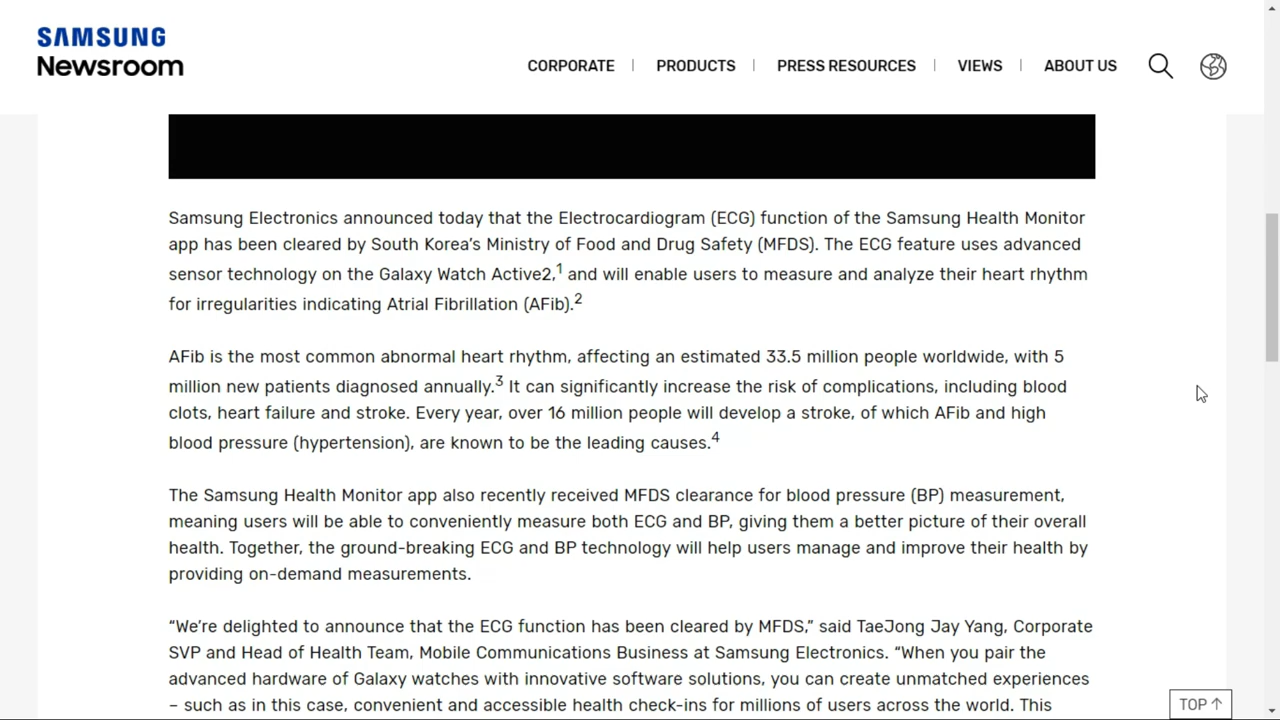 SAMSUNG
Newsroom
CORPORATE | PRODUCTS | PRESS RESOURCES | VIEWS | ABOUT US
Samsung Electronics announced today that the Electrocardiogram (ECG) function of the Samsung Health Monitor
app has been cleared by South Korea's Ministry of Food and Drug Safety (MFDS). The ECG feature uses advanced
sensor technology on the Galaxy Watch Active2,1 and will enable users to measure and analyze their heart rhythm
for irregularities indicating Atrial Fibrillation (AFib).2
AFib is the most common abnormal heart rhythm, affecting an estimated 33.5 million people worldwide, with 5
million new patients diagnosed annually.3 It can significantly increase the risk of complications, including blood
clots, heart failure and stroke. Every year, over 16 million people will develop a stroke, of which AFib and high
blood pressure (hypertension), are known to be the leading causes.4
The Samsung Health Monitor app also recently received MFDS clearance for blood pressure (BP) measurement,
meaning users will be able to conveniently measure both ECG and BP, giving them a better picture of their overall
health. Together, the ground-breaking ECG and BP technology will help users manage and improve their health by
providing on-demand measurements.
“We're delighted to announce that the ECG function has been cleared by MFDS,” said TaeJong Jay Yang, Corporate
SVP and Head of Health Team, Mobile Communications Business at Samsung Electronics. “When you pair the
advanced hardware of Galaxy watches with innovative software solutions, you can create unmatched experiences
– such as in this case, convenient and accessible health check-ins for millions of users across the world. This
TOP ↑